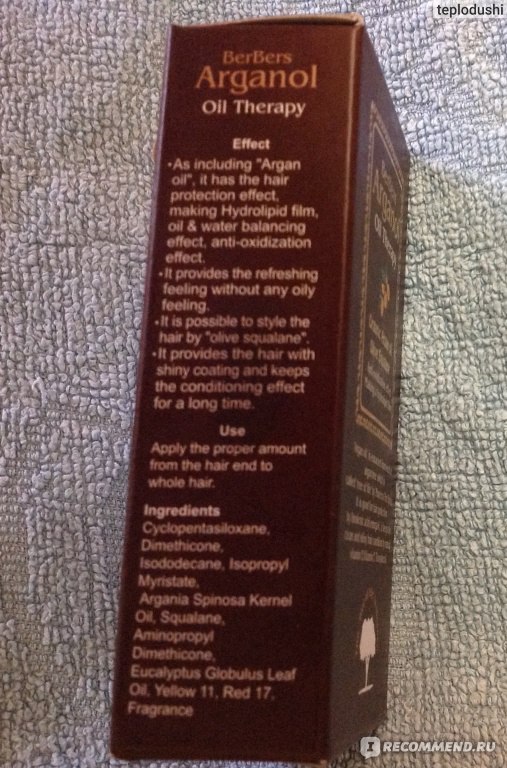 teplodushi
BerBers
Arganol
Oil Therapy
Effect
•As including "Argan
oil", it has the hair
protection effect,
making Hydrolipid film,
oil & water balancing
effect, anti-oxidization
effect.
•It provides the refreshing
feeling without any oily
feeling.
•It is possible to style the
hair by "olive squalane".
•It provides the hair with
shiny coating and keeps
the conditioning effect
for a long time.
Use
Apply the proper amount
from the hair end to
whole hair.
Ingredients
Cyclopentasiloxane,
Dimethicone,
Isododecane, Isopropyl
Myristate,
Argania Spinosa Kernel
Oil, Squalane,
Aminopropyl
Dimethicone,
Eucalyptus Globulus Leaf
Oil, Yellow 11, Red 17,
Fragrance
Arganol
Oil Therapy
IRECOMMEND.RU